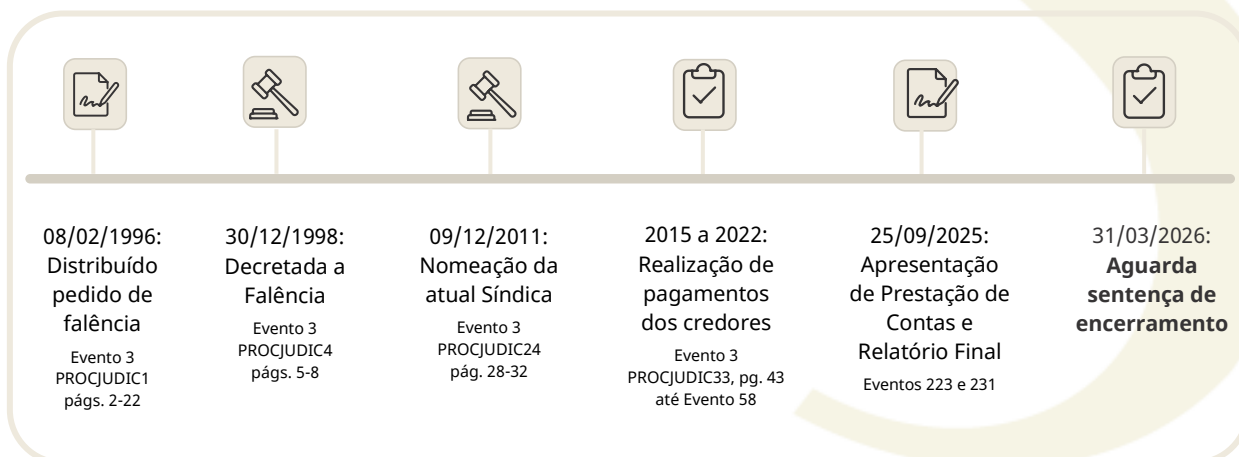 08/02/1996:
Distribuído
pedido de
falência
Evento 3
PROCJUDIC1
págs. 2-22
30/12/1998:
Decretada a
Falência
Evento 3
PROCJUDIC4
págs. 5-8
09/12/2011:
Nomeação da
atual Síndica
Evento 3
PROCJUDIC24
pág. 28-32
2015 a 2022:
Realização de
pagamentos
dos credores
Evento 3
PROCJUDIC33, pg. 43
até Evento 58
25/09/2025:
Apresentação
de Prestação de
Contas e
Relatório Final
Eventos 223 e 231
31/03/2026:
Aguarda
sentença de
encerramento